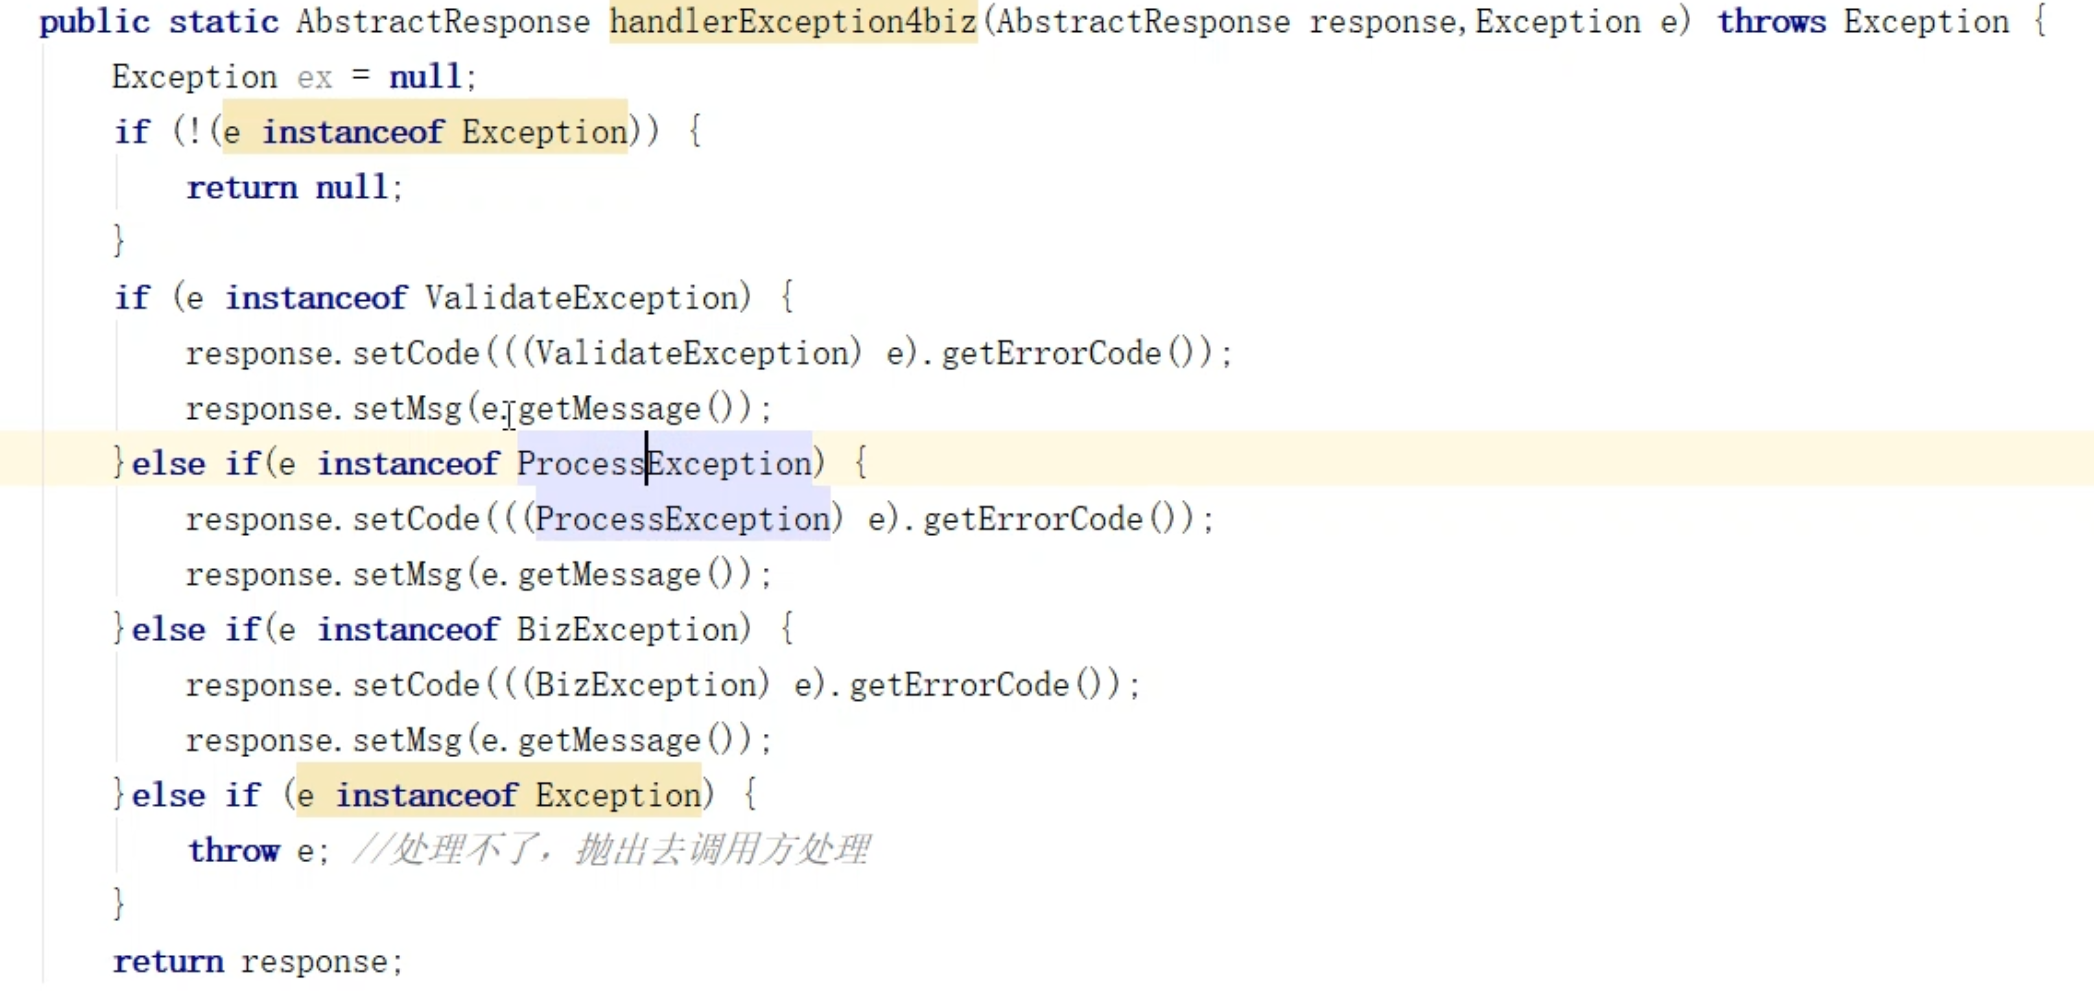 public static AbstractResponse handlerException4biz(AbstractResponse response,Exception e) throws Exception {
Exception ex = null;
if (!(e instanceof Exception)) {
return null;
}
if (e instanceof ValidateException) {
response.setCode(((ValidateException) e).getErrorCode());
response.setMsg(e.getMessage());
}else if(e instanceof ProcessException) {
response.setCode(((ProcessException) e).getErrorCode());
response.setMsg(e.getMessage());
}else if(e instanceof BizException) {
response.setCode(((BizException) e).getErrorCode());
response.setMsg(e.getMessage());
}else if (e instanceof Exception) {
throw e; //处理不了，抛出去调用方处理
}
return response;